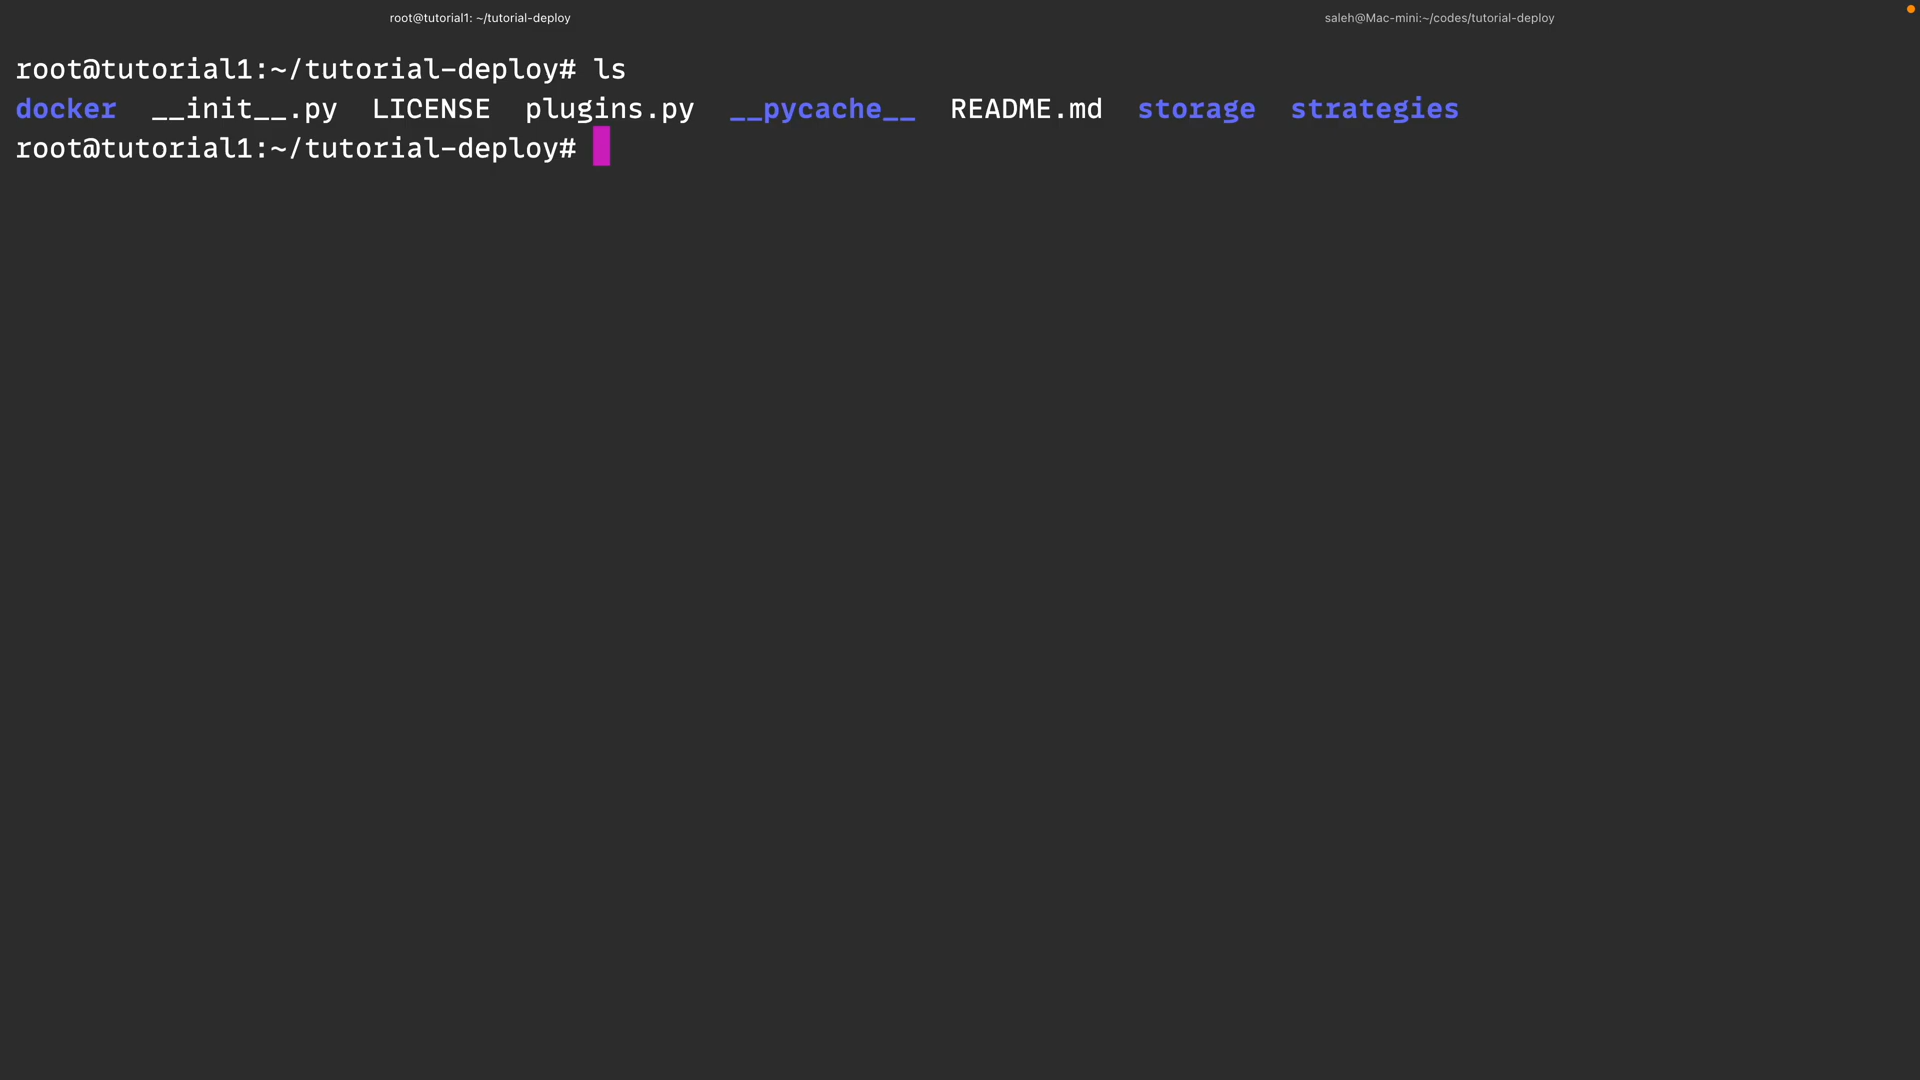 root@tutorial1: ~/tutorial-deploy
saleh@Mac-mini:~/codes/tutorial-deploy
root@tutorial1:~/tutorial-deploy# ls
docker  __init__.py  LICENSE  plugins.py  __pycache__  README.md  storage  strategies
root@tutorial1:~/tutorial-deploy#